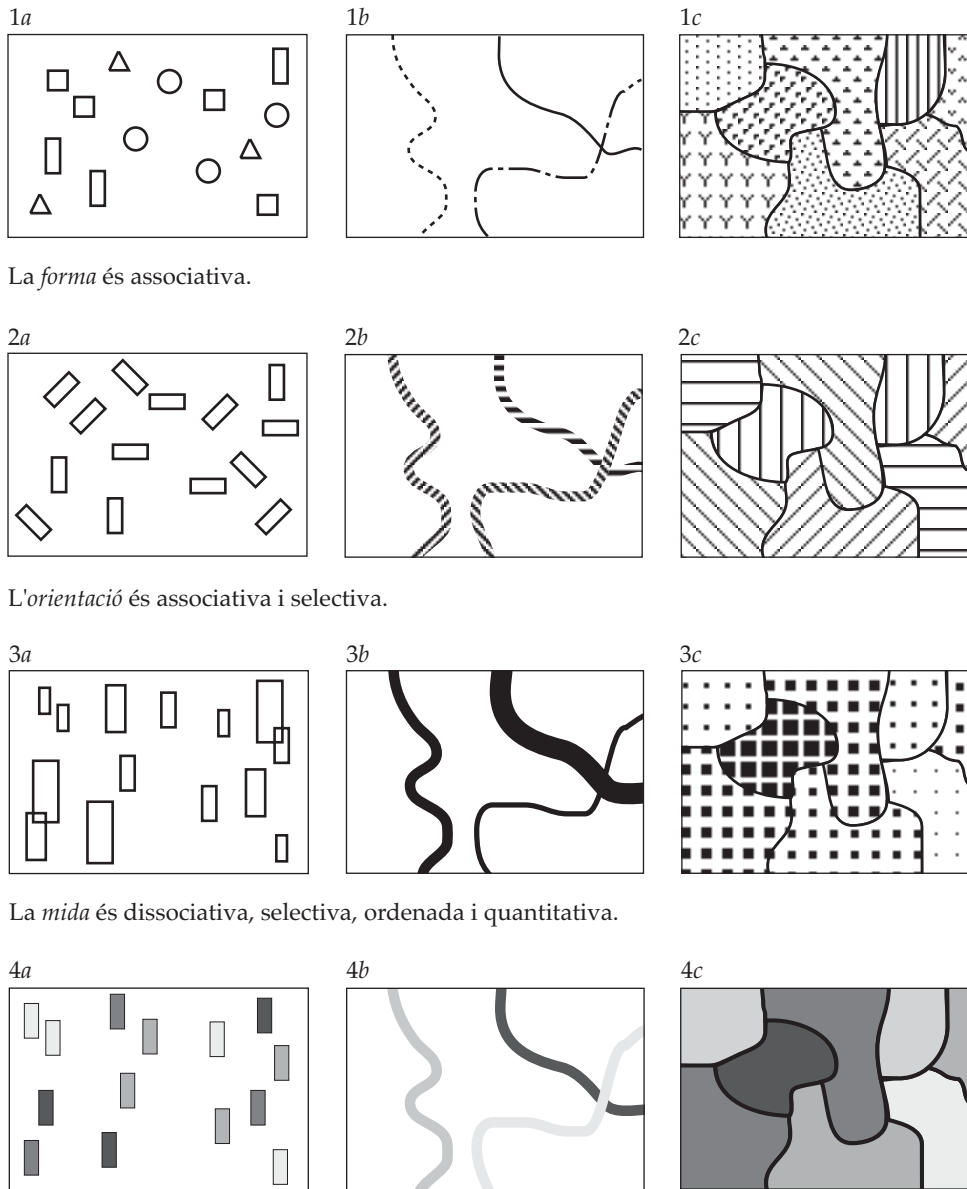 1a 1b 1c
La forma és associativa.
2a 2b 2c
L'orientació és associativa i selectiva.
3a 3b 3c
La mida és dissociativa, selectiva, ordenada i quantitativa.
4a 4b 4c